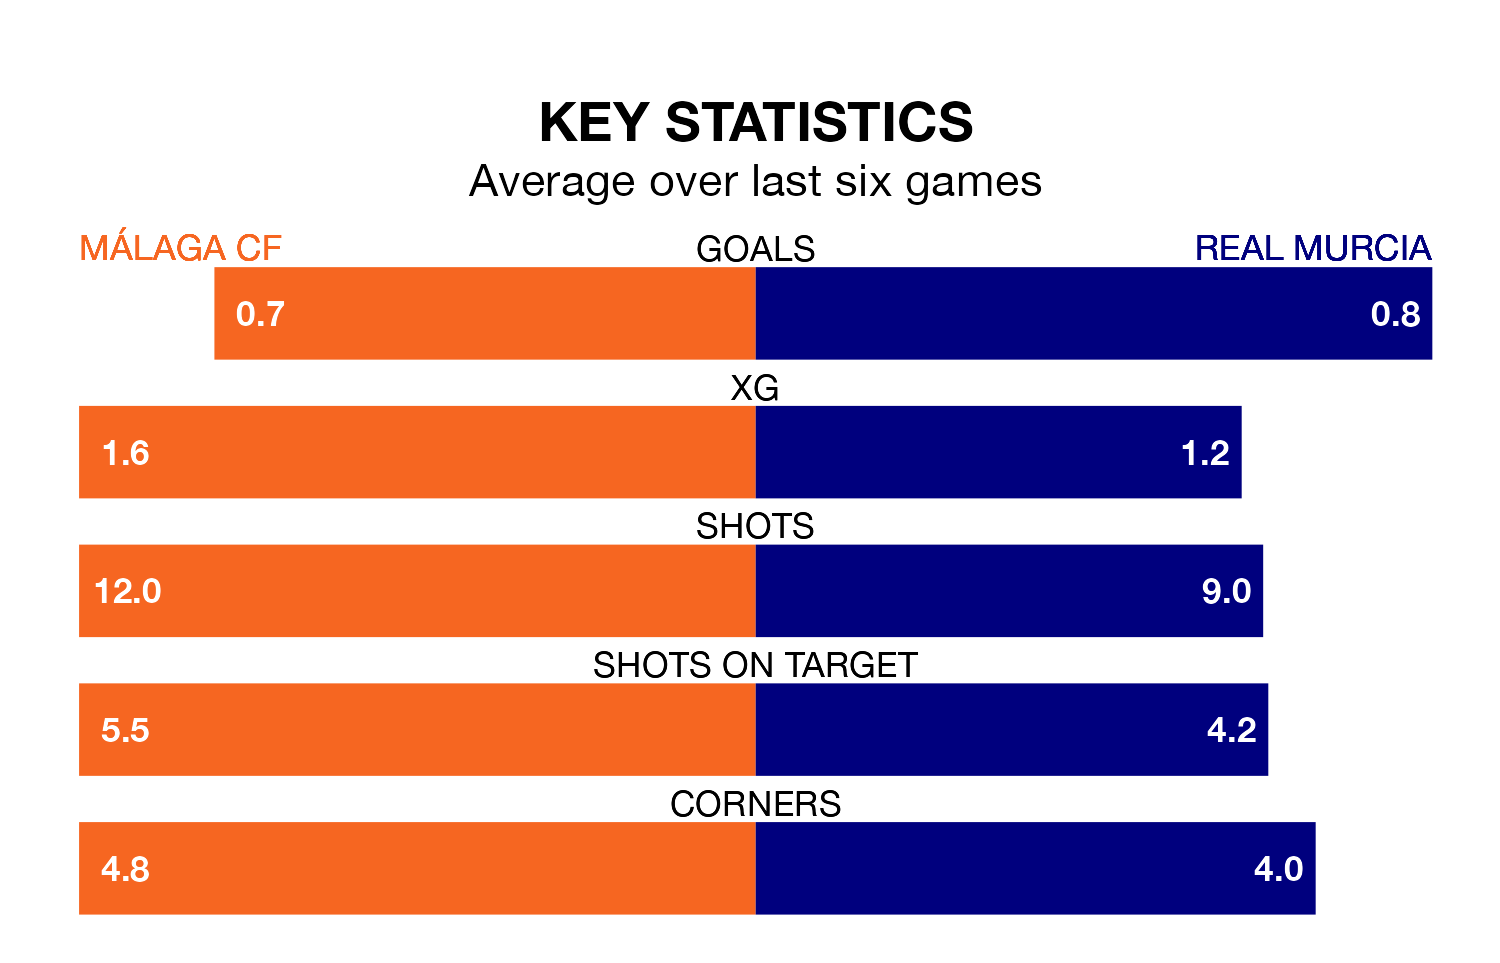 KEY STATISTICS
Average over last six games
MÁLAGA CF GOALS REAL MURCIA
0.7 0.8
XG
1.6 1.2
SHOTS
12.0 9.0
SHOTS ON TARGET
5.5 4.2
CORNERS
4.8 4.0